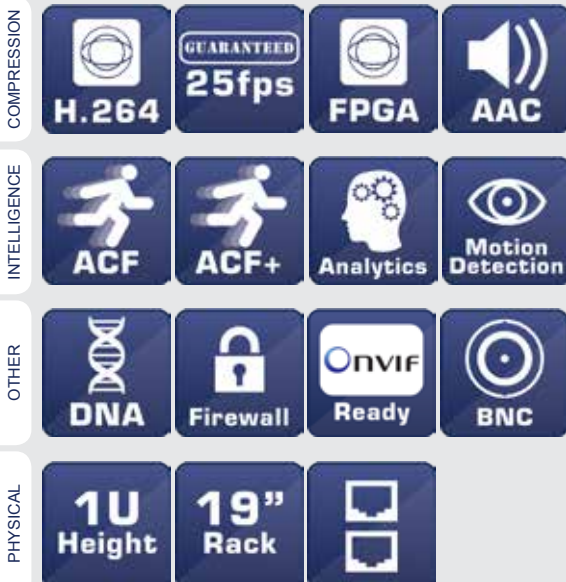 COMPRESSION
H.264
GUARANTEED
25fps
FPGA
AAC
INTELLIGENCE
ACF
ACF+
Analytics
Motion
Detection
OTHER
DNA
Firewall
ONVIF
Ready
BNC
PHYSICAL
1U
Height
19”
Rack